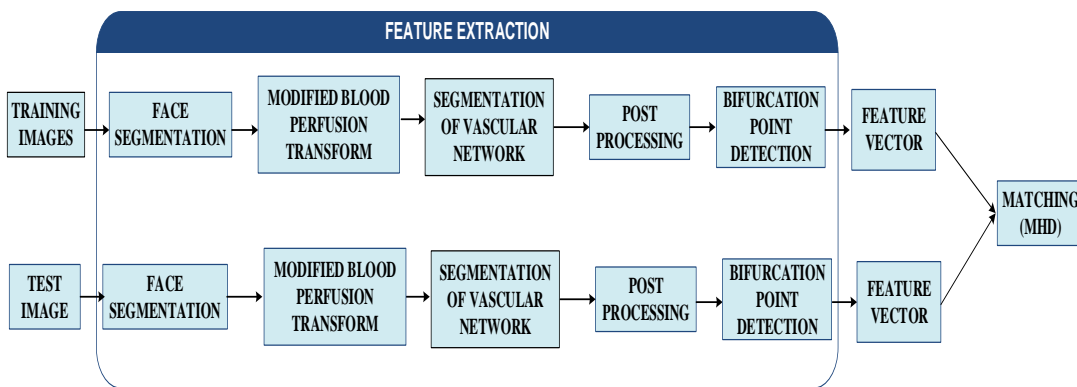 FEATURE EXTRACTION
TRAINING
IMAGES
FACE
SEGMENTATION
MODIFIED BLOOD
PERFUSION
TRANSFORM
SEGMENTATION
OF VASCULAR
NETWORK
POST
PROCESSING
BIFURCATION
POINT
DETECTION
FEATURE
VECTOR
MATCHING
(MHD)
TEST
IMAGE
FACE
SEGMENTATION
MODIFIED BLOOD
PERFUSION
TRANSFORM
SEGMENTATION
OF VASCULAR
NETWORK
POST
PROCESSING
BIFURCATION
POINT
DETECTION
FEATURE
VECTOR